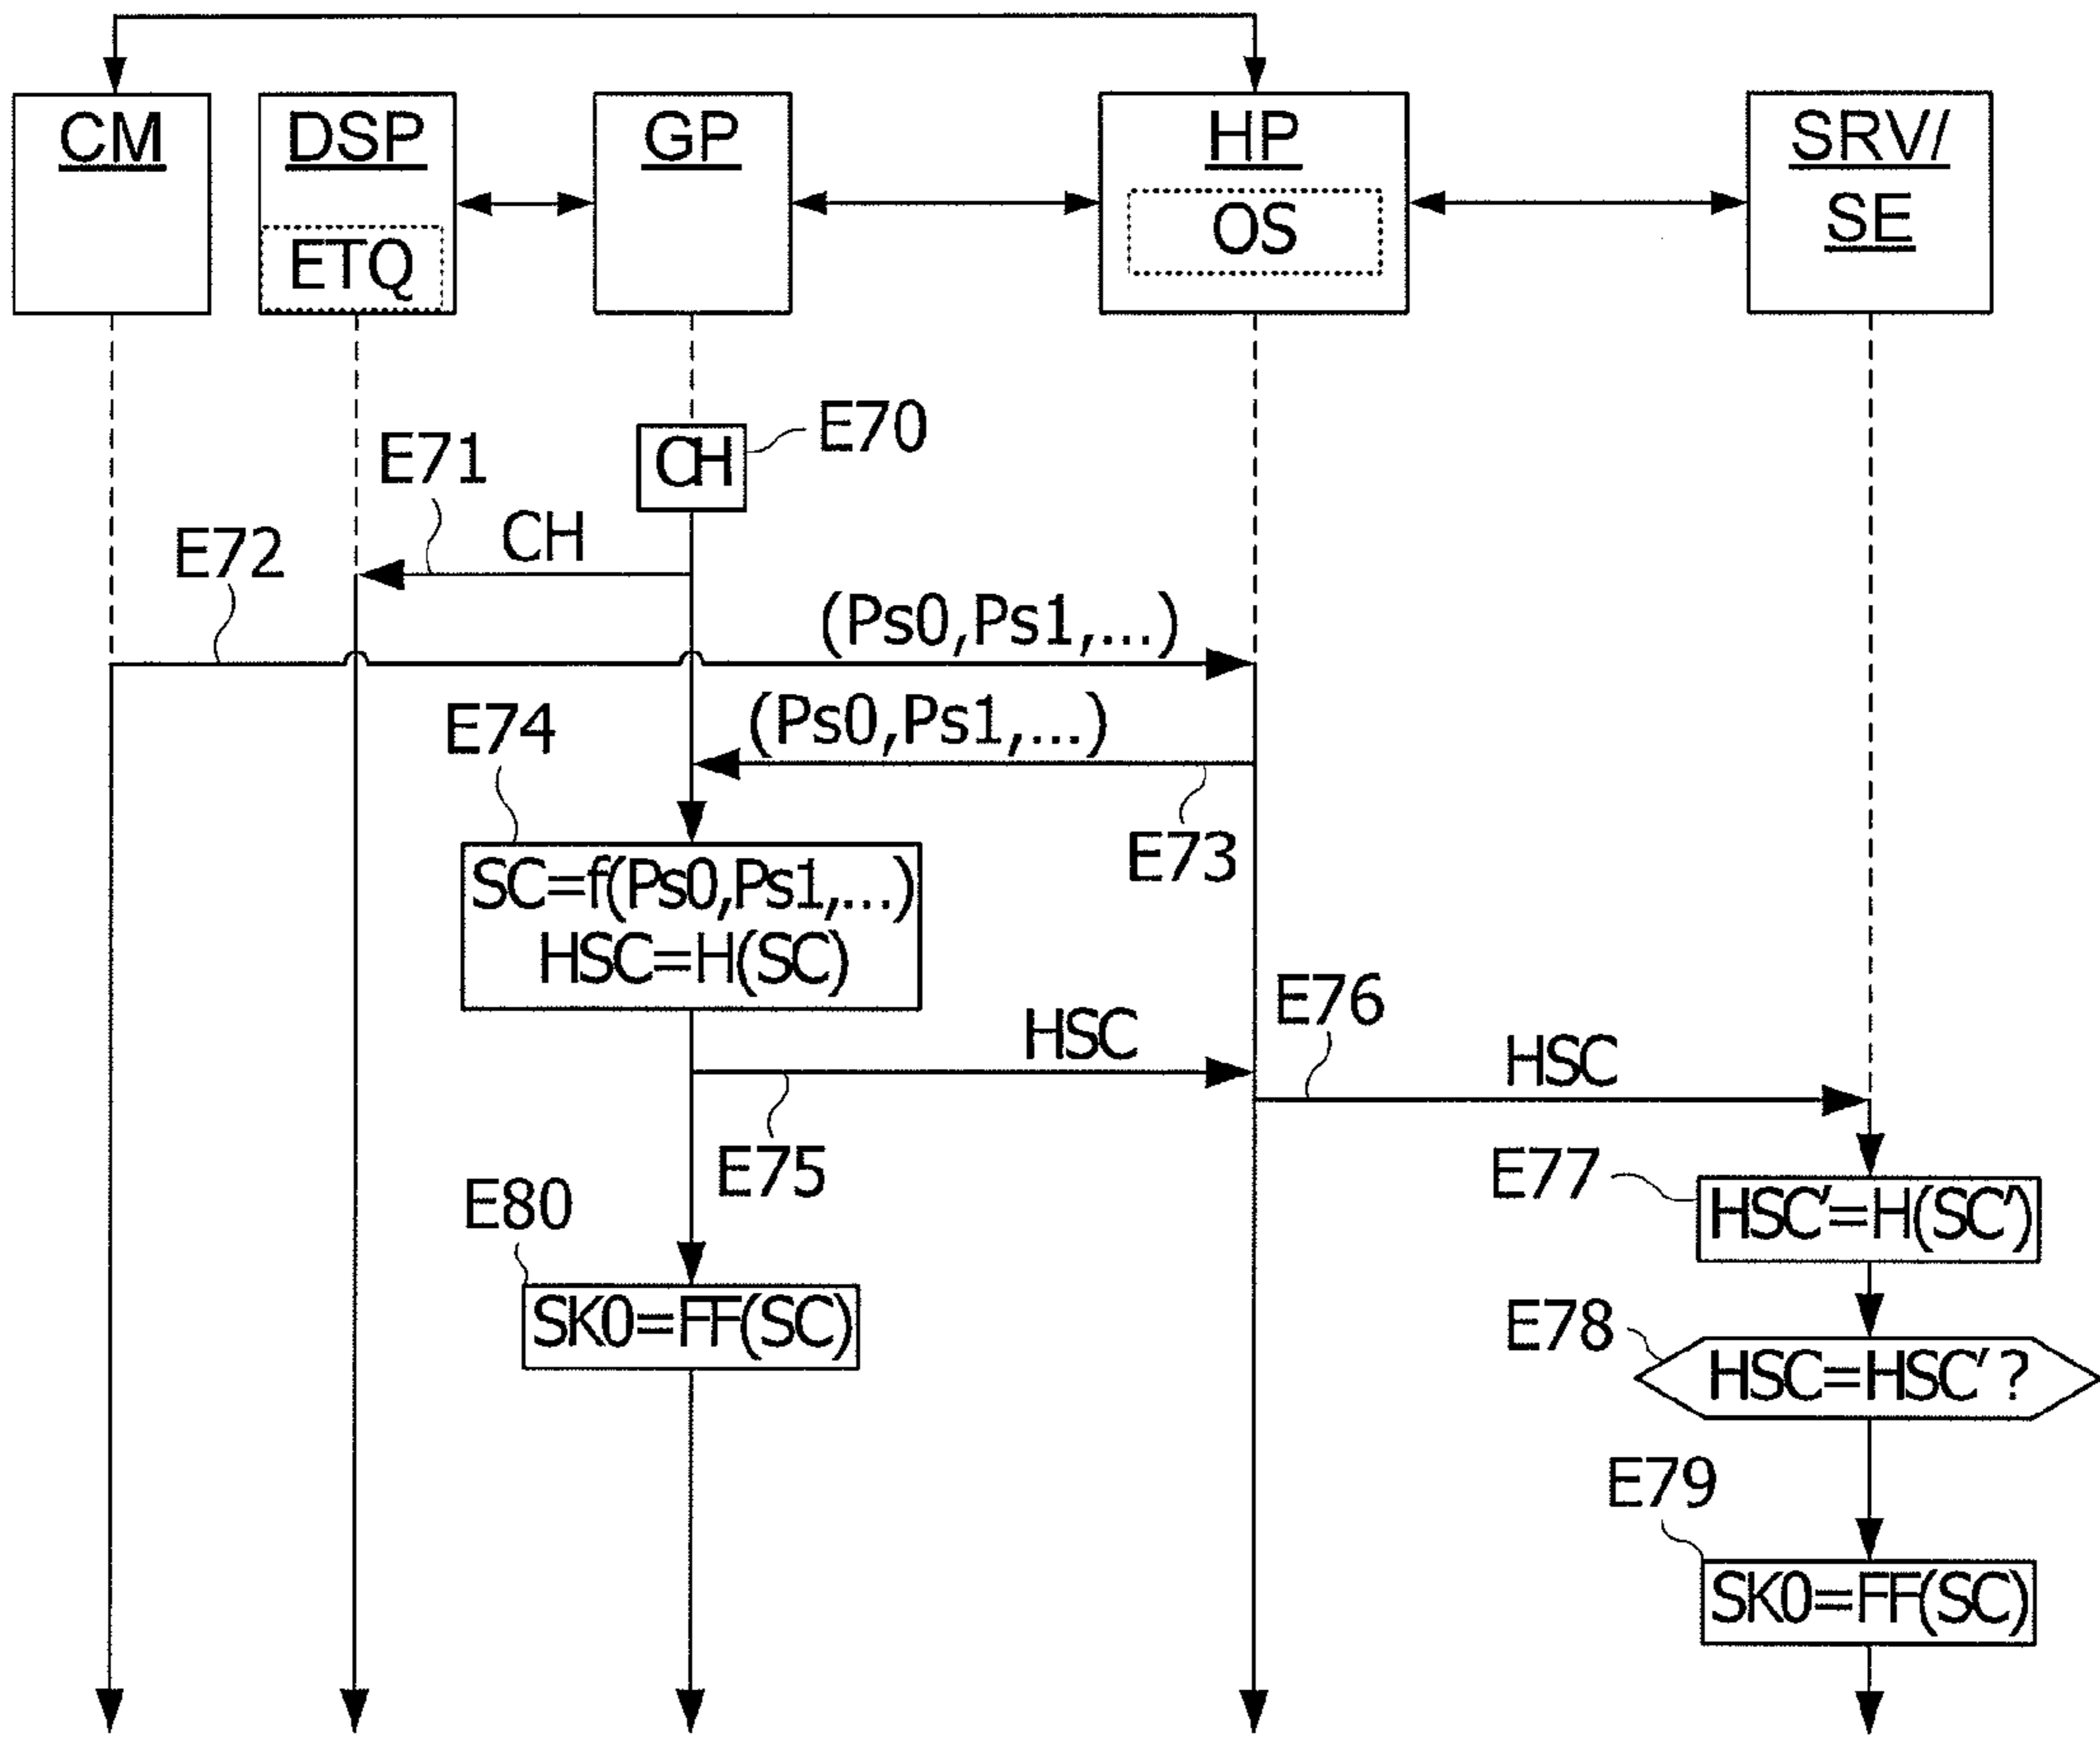 CM
DSP
ETQ
GP
HP
OS
SRV/
SE
E70
CH
E71
CH
E72
(Ps0,Ps1,...)
(Ps0,Ps1,...)
E73
E74
SC=f(Ps0,Ps1,...)
HSC=H(SC)
HSC
E75
E76
HSC
E77
HSC'=H(SC')
E80
SK0=FF(SC)
E78
HSC=HSC'?
E79
SK0=FF(SC)